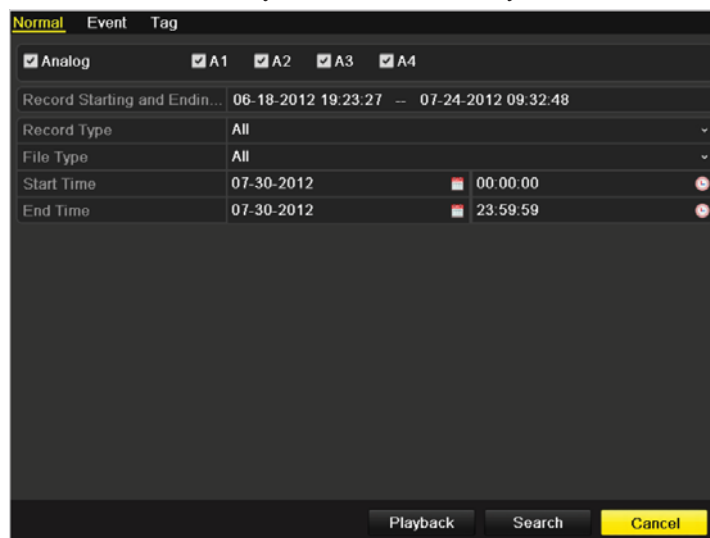 Normal Event Tag
Analog A1 A2 A3 A4
Record Starting and Endin... 06-18-2012 19:23:27 -- 07-24-2012 09:32:48
Record Type All
File Type All
Start Time 07-30-2012 00:00:00
End Time 07-30-2012 23:59:59
Playback Search Cancel